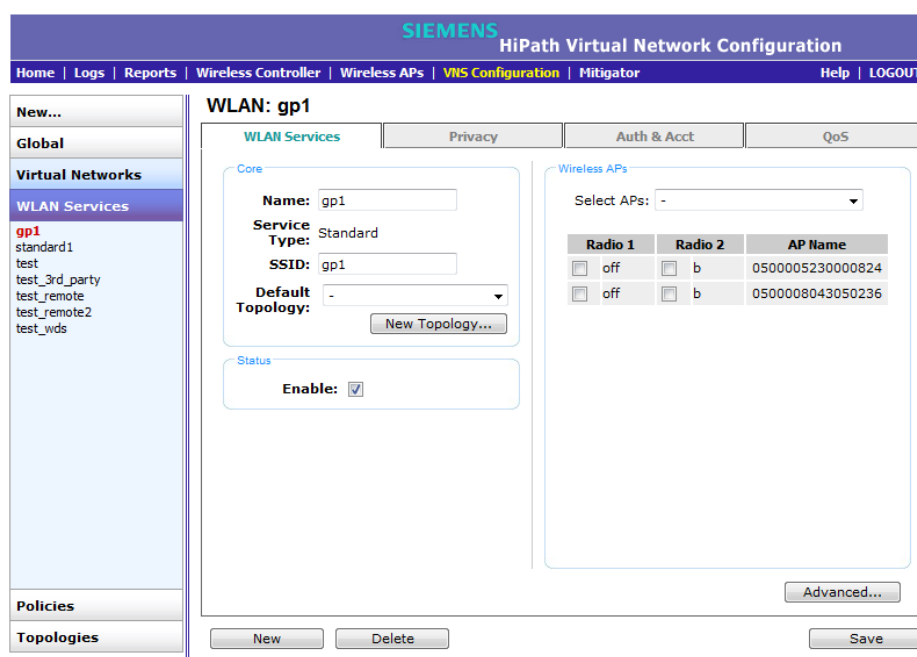 SIEMENS
HiPath Virtual Network Configuration
Home | Logs | Reports | Wireless Controller | Wireless APs | VNS Configuration | Mitigator Help | LOGOUT
New...
Global
Virtual Networks
WLAN Services
gp1
standard1
test
test_3rd_party
test_remote
test_remote2
test_wds
Policies
Topologies
WLAN: gp1
WLAN Services Privacy Auth & Acct QoS
Core
Name: gp1
Service Type: Standard
SSID: gp1
Default Topology: -
New Topology...
Status
Enable:
Wireless APs
Select APs: -
Radio 1 Radio 2 AP Name
off b 0500005230000824
off b 0500008043050236
Advanced...
New Delete Save